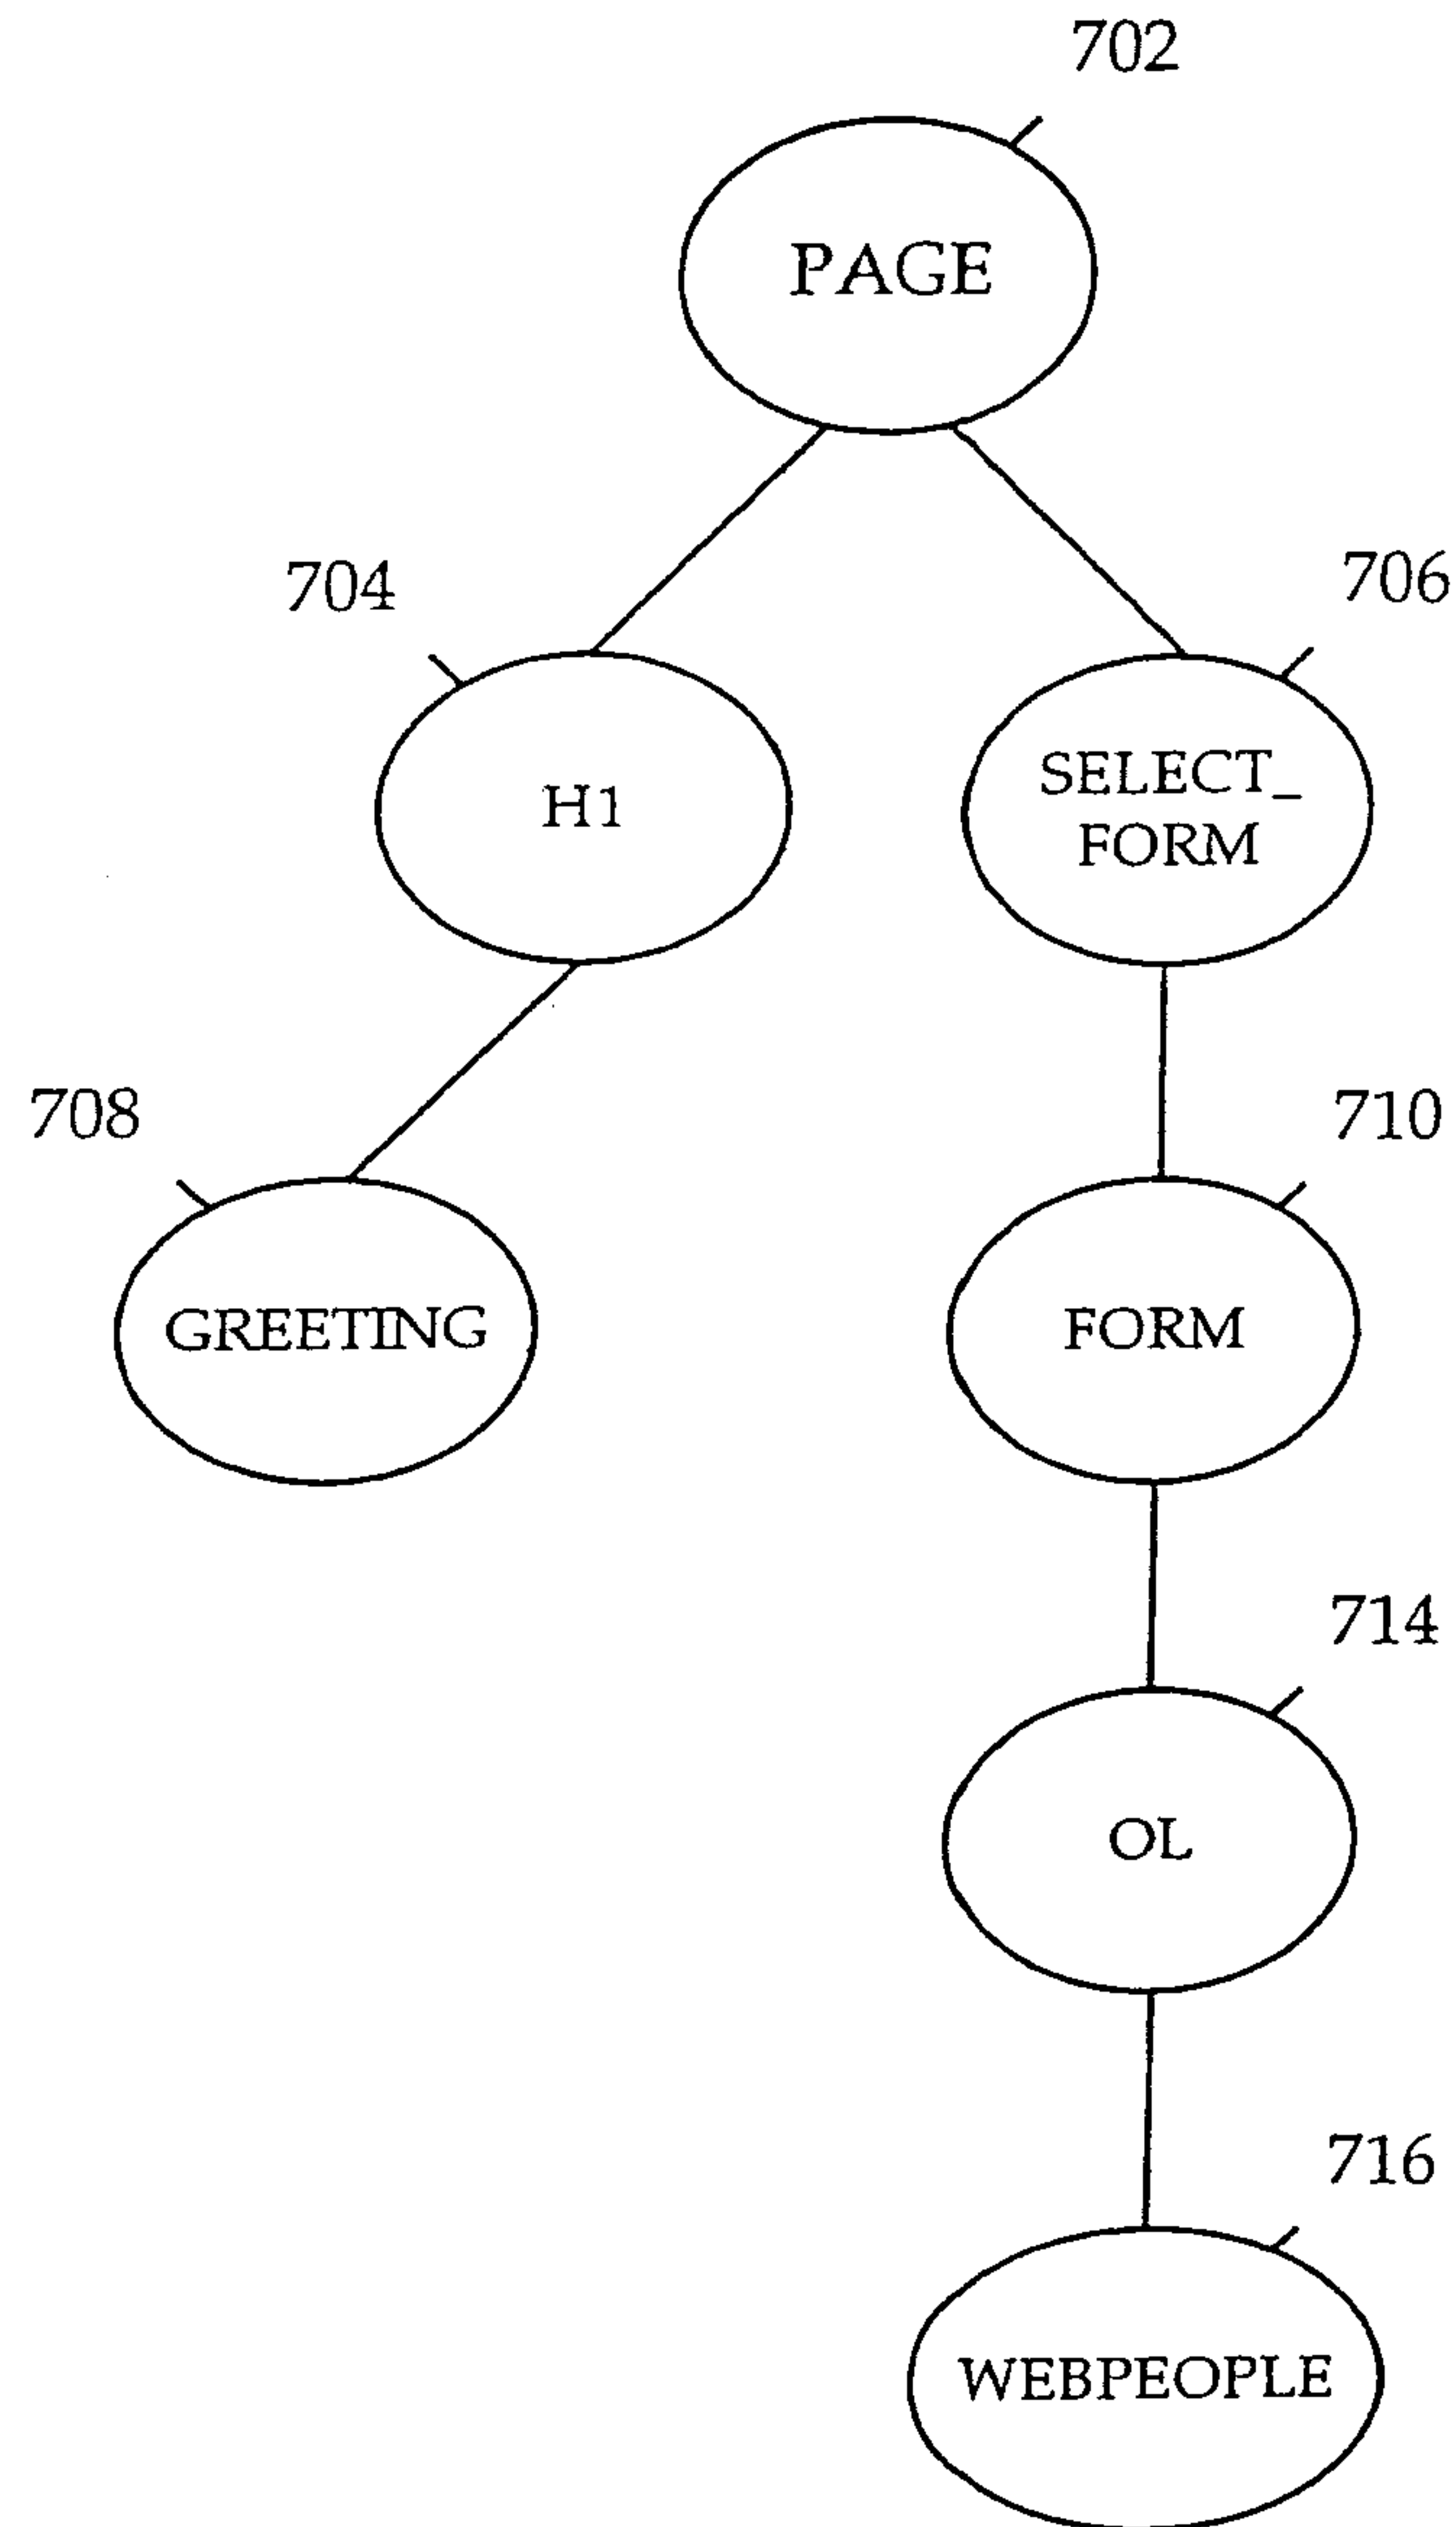 702
PAGE
704
706
H1
SELECT_
FORM
708
710
GREETING
FORM
714
OL
716
WEBPEOPLE